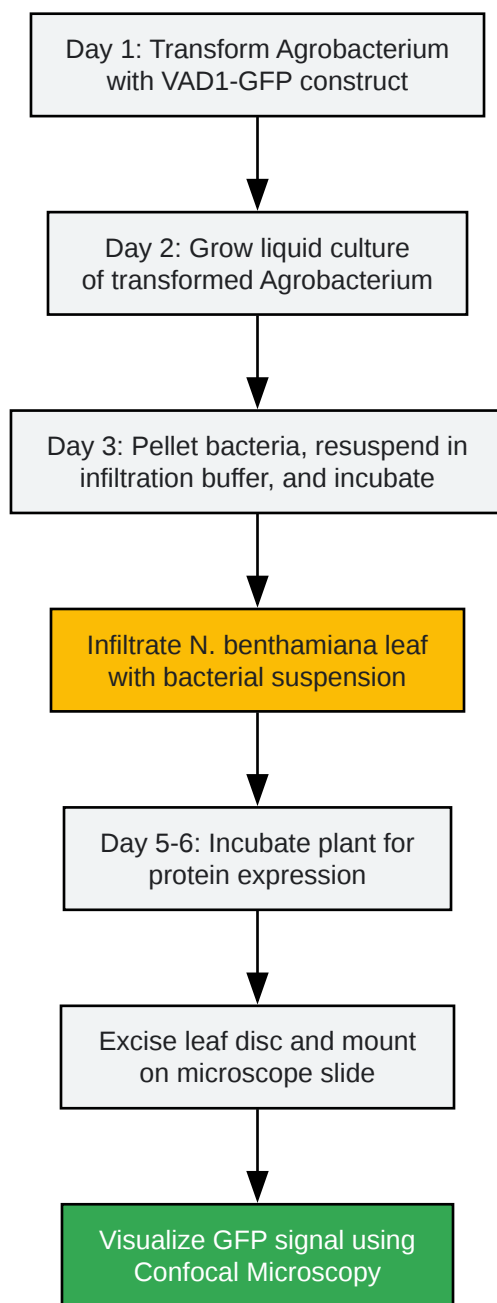 Day 1: Transform Agrobacterium
with VAD1-GFP construct
Day 2: Grow liquid culture
of transformed Agrobacterium
Day 3: Pellet bacteria, resuspend in
infiltration buffer, and incubate
Infiltrate N. benthamiana leaf
with bacterial suspension
Day 5-6: Incubate plant for
protein expression
Excise leaf disc and mount
on microscope slide
Visualize GFP signal using
Confocal Microscopy